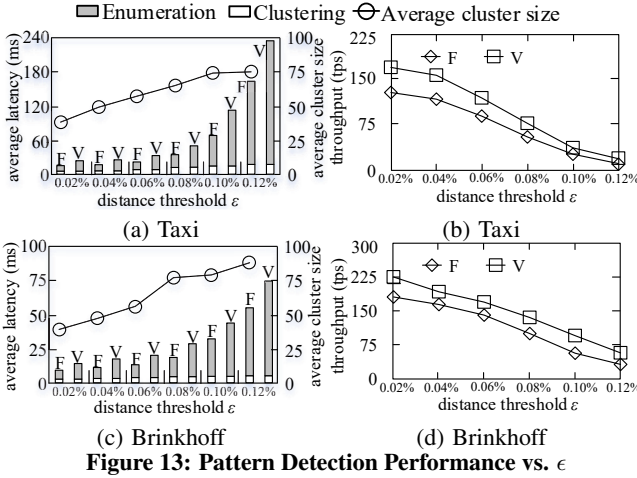 Enumeration Clustering Average cluster size
240
180
120
60
0
average latency (ms)
100
75
50
25
0
average cluster size
F V F V F V F V F V F V
0.02% 0.04% 0.06% 0.08% 0.10% 0.12%
distance threshold ε
(a) Taxi
225
150
75
0
throughput (tps)
F V
0.02% 0.04% 0.06% 0.08% 0.10% 0.12%
distance threshold ε
(b) Taxi
100
75
50
25
0
average latency (ms)
100
75
50
25
0
average cluster size
F V F V F V F V F V F V
0.02% 0.04% 0.06% 0.08% 0.10% 0.12%
distance threshold ε
(c) Brinkhoff
300
225
150
75
0
throughput (tps)
F V
0.02% 0.04% 0.06% 0.08% 0.10% 0.12%
distance threshold ε
(d) Brinkhoff
Figure 13: Pattern Detection Performance vs. ϵ